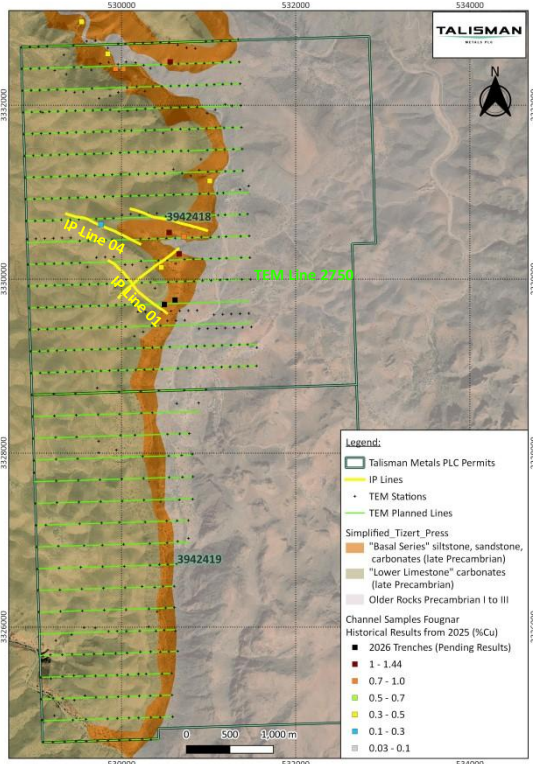 530000
532000
534000
TALISMAN
METALS PLC
N
3332000
3332000
3942418
IP Line 04
TEM Line 2750
3330000
3330000
IP Line 01
3328000
3328000
3942419
3326000
3326000
Legend:
Talisman Metals PLC Permits
IP Lines
TEM Stations
TEM Planned Lines
Simplified_Tizert_Press
"Basal Series" siltstone, sandstone,
carbonates (late Precambrian)
"Lower Limestone" carbonates
(late Precambrian)
Older Rocks Precambrian I to III
Channel Samples Fougnar
Historical Results from 2025 (%Cu)
2026 Trenches (Pending Results)
1 - 1.44
0.7 - 1.0
0.5 - 0.7
0.3 - 0.5
0.1 - 0.3
0.03 - 0.1
0 500 1,000 m
530000
532000
534000